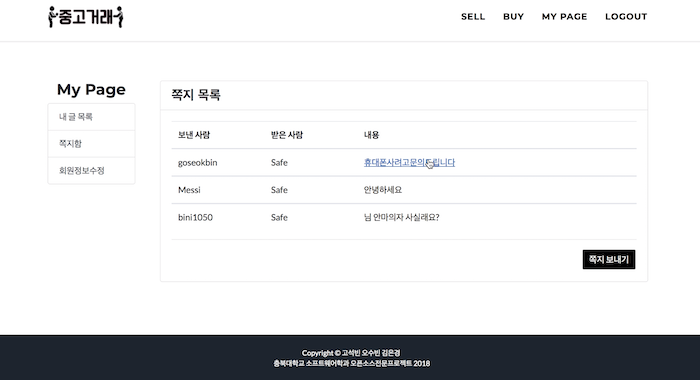 중고거래
SELL BUY MY PAGE LOGOUT
My Page
내 글 목록
쪽지함
회원정보수정
쪽지 목록
보낸 사람 받은 사람 내용
goseokbin Safe 휴대폰사려고문의드립니다
Messi Safe 안녕하세요
bini1050 Safe 님 안마의자 사실래요?
쪽지 보내기
Copyright © 고석빈 오수빈 김은경
충북대학교 소프트웨어학과 오픈소스전문프로젝트 2018